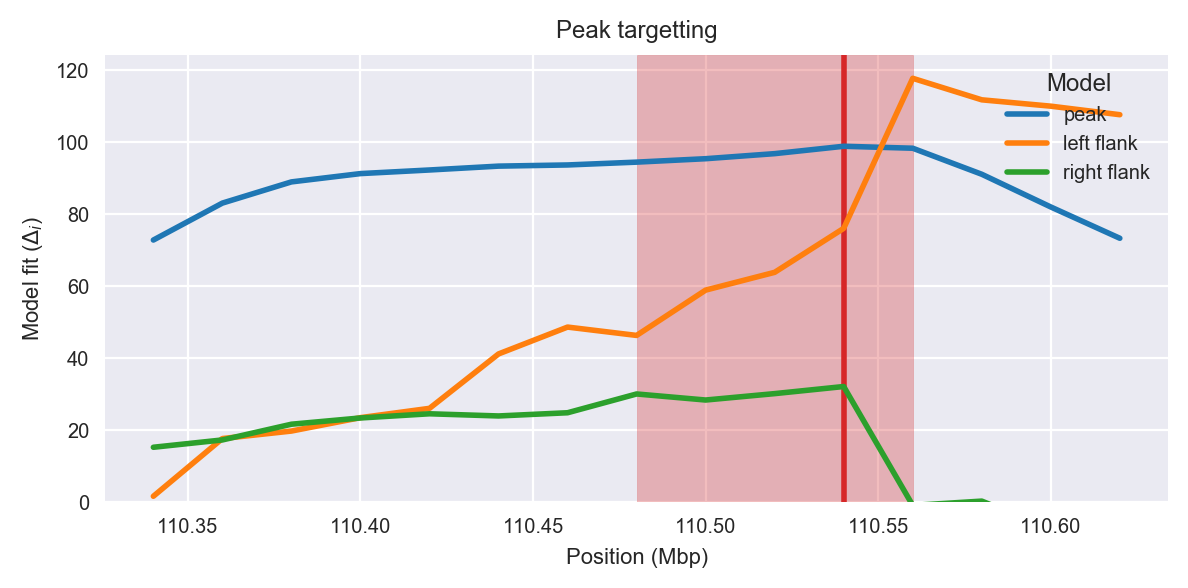 Peak targetting
120
100
80
60
40
20
0
Model fit (Δi)
Model
peak
left flank
right flank
110.35 110.40 110.45 110.50 110.55 110.60
Position (Mbp)